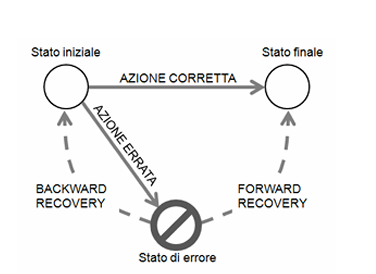 Stato iniziale
Stato finale
AZIONE CORRETTA
AZIONE ERRATA
BACKWARD
RECOVERY
FORWARD
RECOVERY
Stato di errore